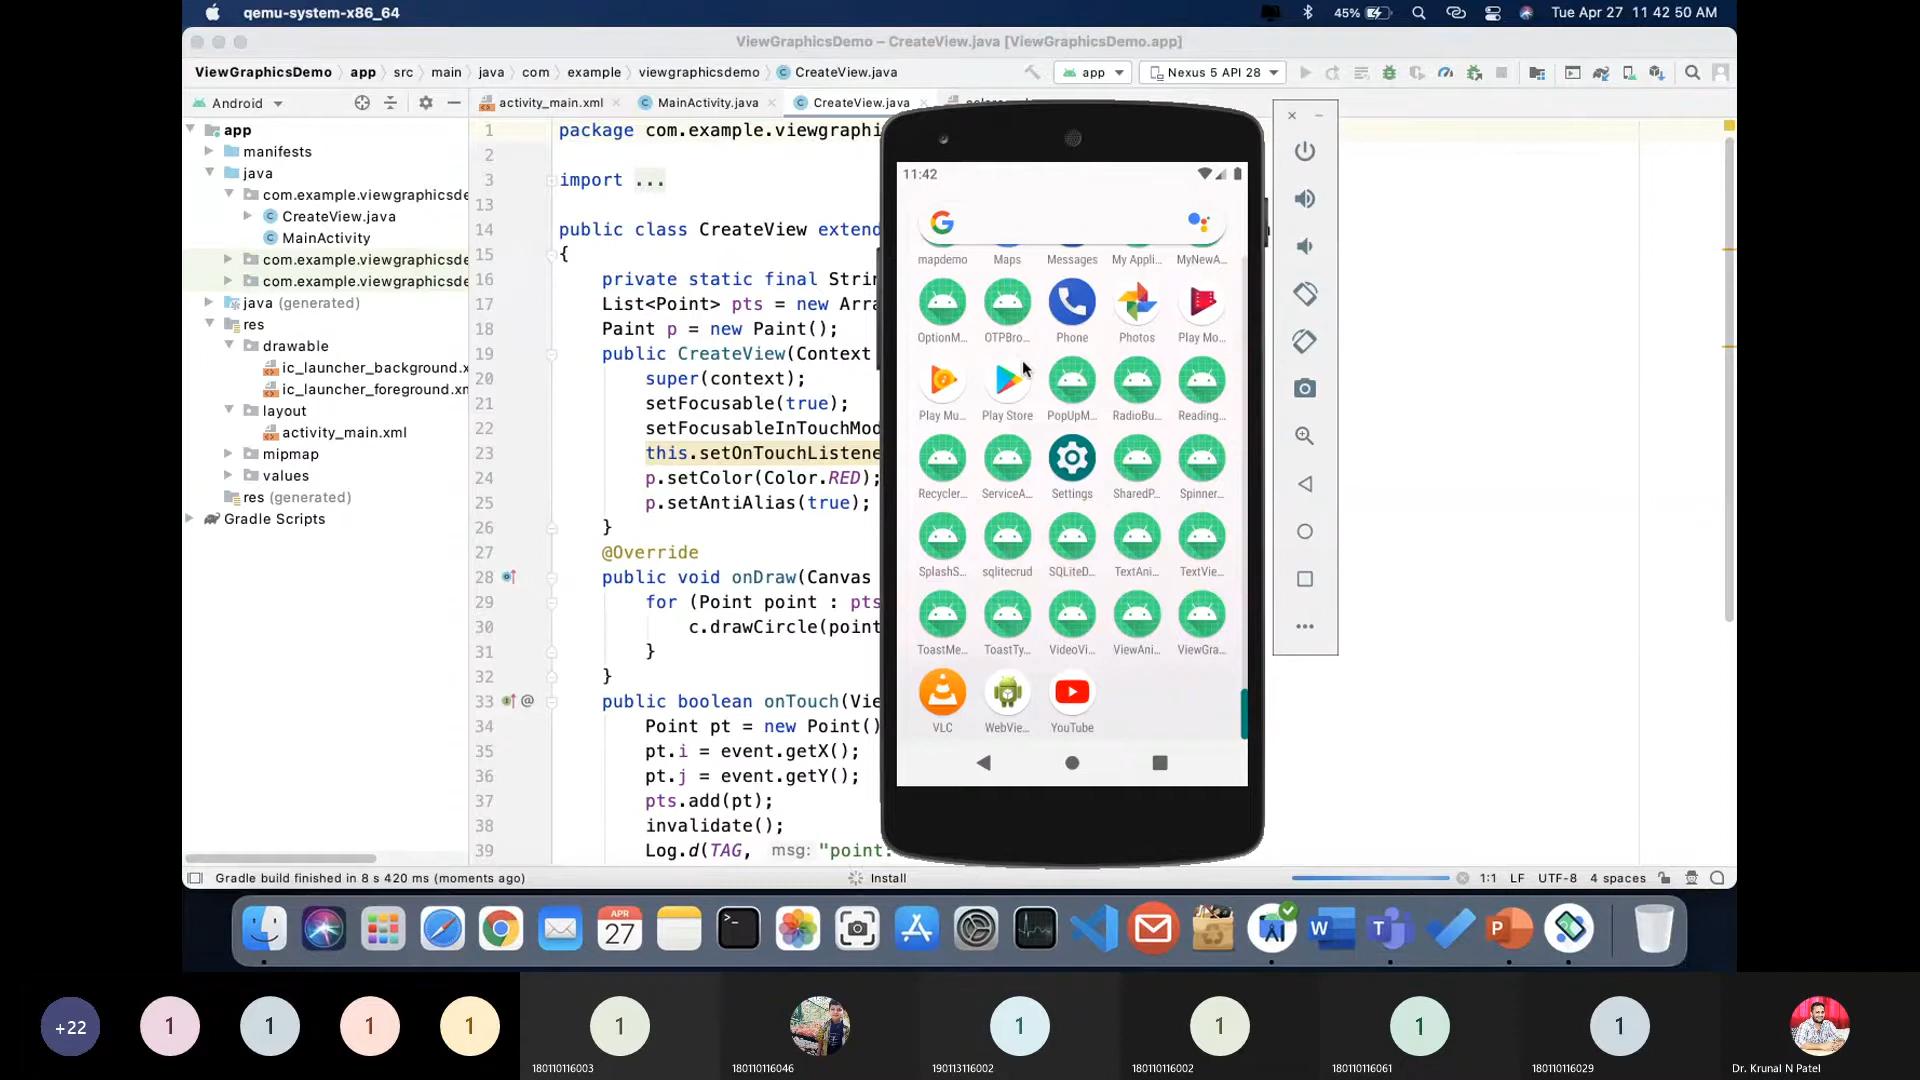 qemu-system-x86_64
45%
Tue Apr 27 11 42 50 AM
ViewGraphicsDemo – CreateView.java [ViewGraphicsDemo.app]
ViewGraphicsDemo
app
src
main
java
com
example
viewgraphicsdemo
CreateView.java
app
Nexus 5 API 28
Android
activity_main.xml
MainActivity.java
CreateView.java
app
manifests
java
com.example.viewgraphicsde
CreateView.java
MainActivity
com.example.viewgraphicsde
com.example.viewgraphicsde
java (generated)
res
drawable
ic_launcher_background.x
ic_launcher_foreground.xm
layout
activity_main.xml
mipmap
values
res (generated)
Gradle Scripts
1 package com.example.viewgraphi
2
3 import ...
13
14 public class CreateView extend
15 {
16 private static final Strin
17 List<Point> pts = new Arra
18 Paint p = new Paint();
19 public CreateView(Context
20 super(context);
21 setFocusable(true);
22 setFocusableInTouchMod
23 this.setOnTouchListene
24 p.setColor(Color.RED);
25 p.setAntiAlias(true);
26 }
27 @Override
28 public void onDraw(Canvas
29 for (Point point : pts
30 c.drawCircle(point
31 }
32 }
33 @ public boolean onTouch(Vie
34 Point pt = new Point()
35 pt.i = event.getX();
36 pt.j = event.getY();
37 pts.add(pt);
38 invalidate();
39 Log.d(TAG, msg: "point:
11:42
mapdemo Maps Messages My Appli... MyNewA...
OptionM... OTPBro... Phone Photos Play Mo...
Play Mu... Play Store PopUpM... RadioBu... Reading...
Recycler... ServiceA... Settings SharedP... Spinner...
SplashS... sqlitecrud SQLiteD... TextAni... TextVie...
ToastMe... ToastTy... VideoVi... ViewAni... ViewGra...
VLC WebVie... YouTube
Gradle build finished in 8 s 420 ms (moments ago)
Install
1:1 LF UTF-8 4 spaces
APR
27
W
P
+22
1
1
1
1
1
1
1
1
1
180110116003
180110116046
190113116002
180110116002
180110116061
180110116029
Dr. Krunal N Patel